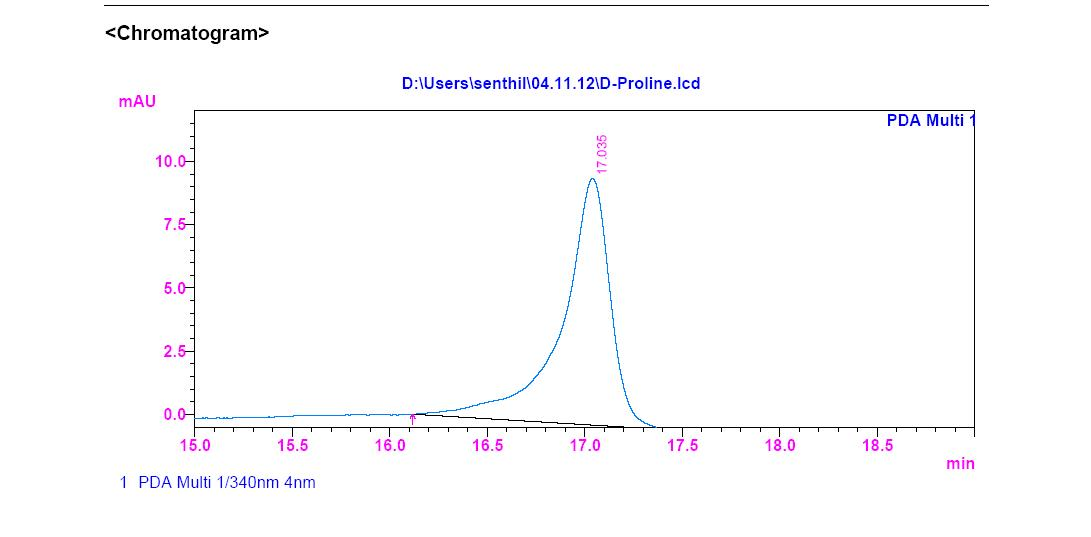 <Chromatogram>
D:\Users\senthil\04.11.12\D-Proline.lcd
mAU
PDA Multi 1
17.035
10.0
7.5
5.0
2.5
0.0
15.0 15.5 16.0 16.5 17.0 17.5 18.0 18.5
min
1 PDA Multi 1/340nm 4nm